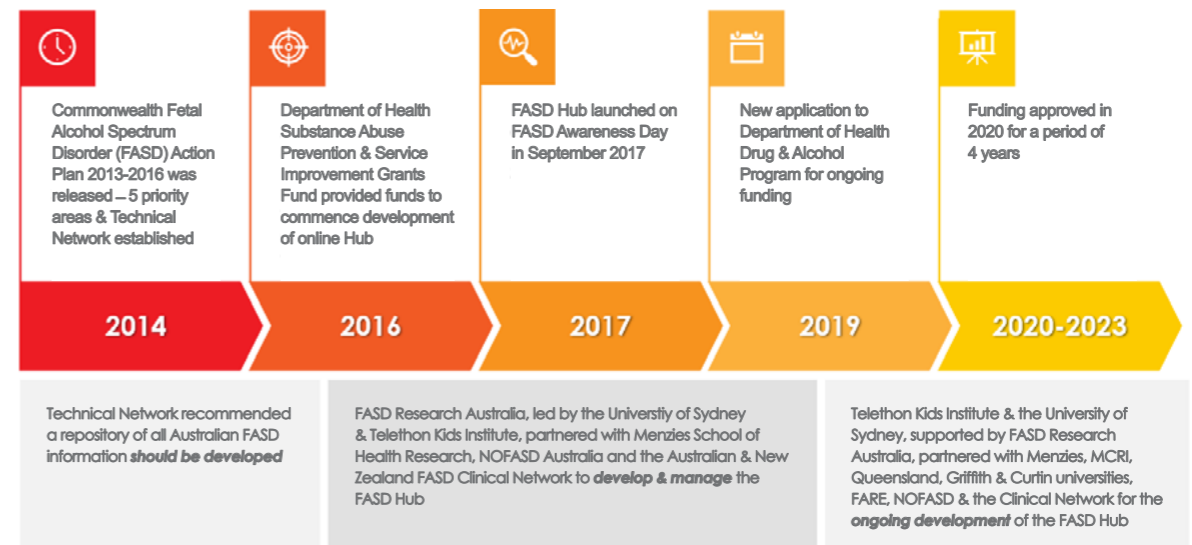 Commonwealth Fetal
Alcohol Spectrum
Disorder (FASD) Action
Plan 2013-2016 was
released – 5 priority
areas & Technical
Network established
Department of Health
Substance Abuse
Prevention & Service
Improvement Grants
Fund provided funds to
commence development
of online Hub
FASD Hub launched on
FASD Awareness Day
in September 2017
New application to
Department of Health
Drug & Alcohol
Program for ongoing
funding
Funding approved in
2020 for a period of
4 years
2014
2016
2017
2019
2020-2023
Technical Network recommended
a repository of all Australian FASD
information should be developed
FASD Research Australia, led by the Universtiy of Sydney
& Telethon Kids Institute, partnered with Menzies School of
Health Research, NOFASD Australia and the Australian & New
Zealand FASD Clinical Network to develop & manage the
FASD Hub
Telethon Kids Institute & the University of
Sydney, supported by FASD Research
Australia, partnered with Menzies, MCRI,
Queensland, Griffith & Curtin universities,
FARE, NOFASD & the Clinical Network for the
ongoing development of the FASD Hub